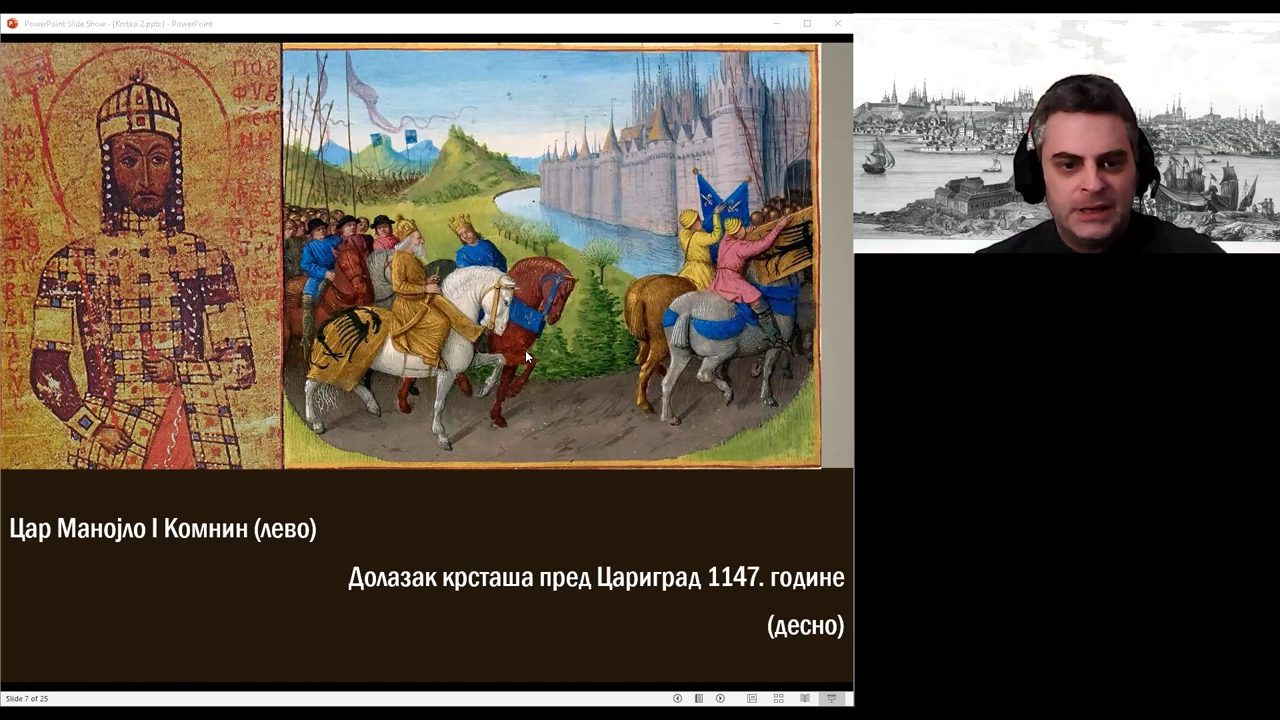 PowerPoint Slide Show - [Krstasi 2.pptx] - PowerPoint
Цар Манојло I Комнин (лево)
Долазак крсташа пред Цариград 1147. године
(десно)
Slide 7 of 25